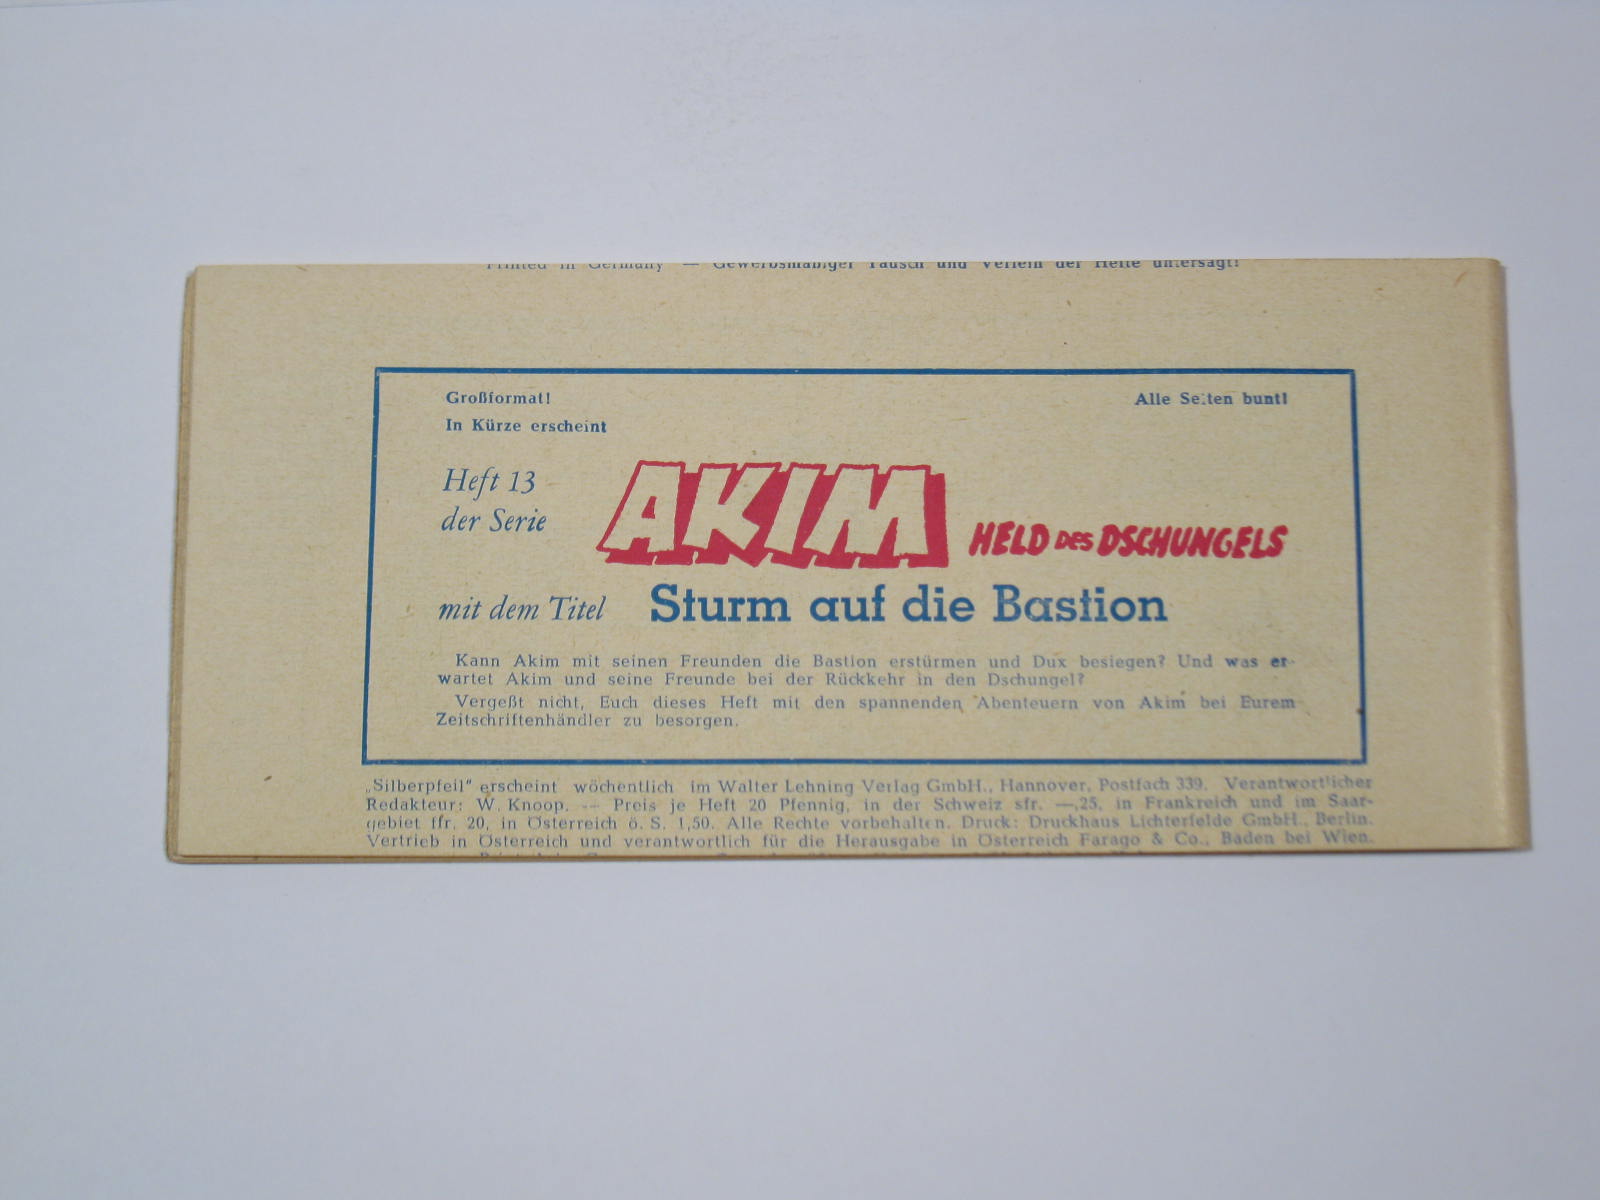 Printed in Germany — Gewerbsmäßiger Tausch und Verleih der Hefte untersagt!
Großformat!
Alle Seiten bunt!
In Kürze erscheint
Heft 13
der Serie
AKIM
HELD DES DSCHUNGELS
mit dem Titel
Sturm auf die Bastion
Kann Akim mit seinen Freunden die Bastion erstürmen und Dux besiegen? Und was er-
wartet Akim und seine Freunde bei der Rückkehr in den Dschungel?
Vergeßt nicht, Euch dieses Heft mit den spannenden Abenteuern von Akim bei Eurem
Zeitschriftenhändler zu besorgen.
„Silberpfeil" erscheint wöchentlich im Walter Lehning Verlag GmbH., Hannover, Postfach 339. Verantwortlicher
Redakteur: W. Knoop. — Preis je Heft 20 Pfennig, in der Schweiz sfr. —,25, in Frankreich und im Saar-
gebiet ffr. 20, in Österreich ö. S. 1,50. Alle Rechte vorbehalten. Druck: Druckhaus Lichterfelde GmbH., Berlin.
Vertrieb in Österreich und verantwortlich für die Herausgabe in Österreich Farago & Co., Baden bei Wien.